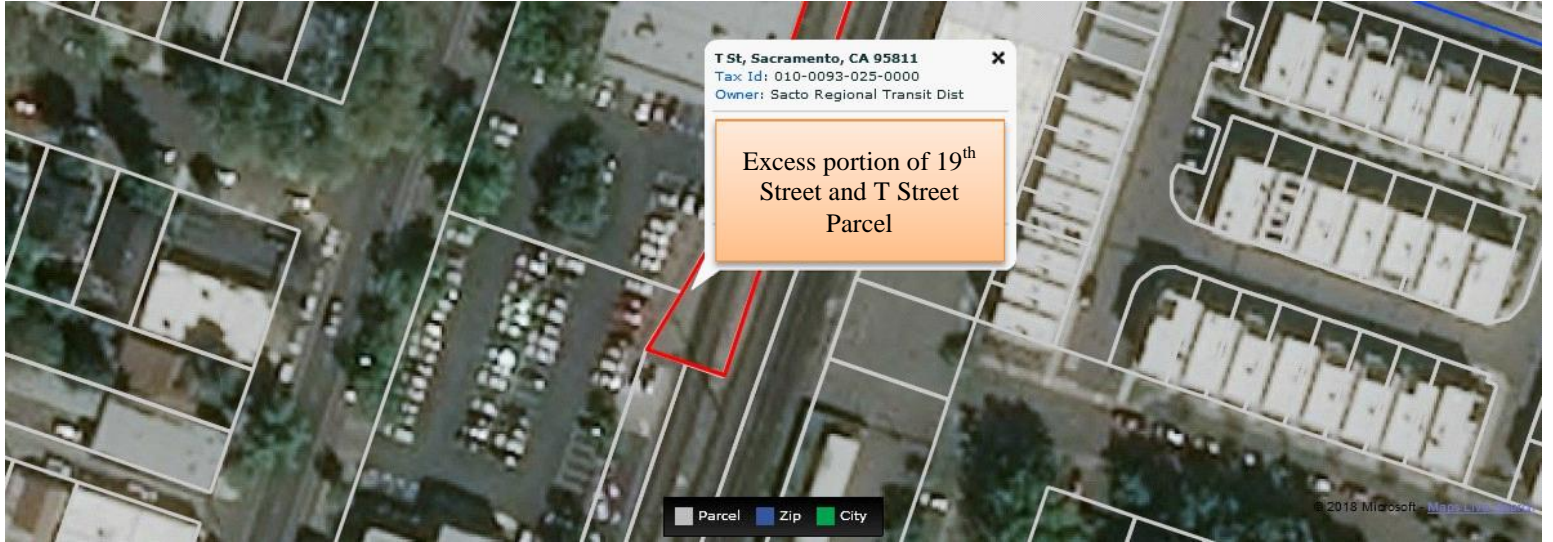 T St, Sacramento, CA 95811
Tax Id: 010-0093-025-0000
Owner: Sacto Regional Transit Dist
Excess portion of 19th
Street and T Street
Parcel
Parcel Zip City
© 2018 Microsoft -